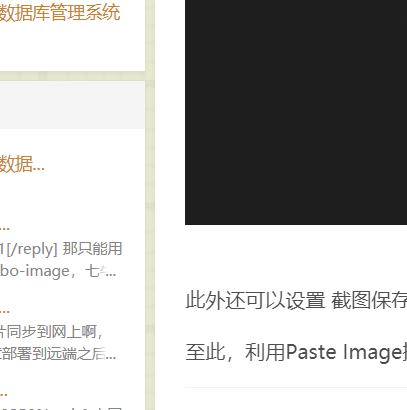 数据库管理系统
数据...
...
1[/reply] 那只能用
bo-image，七牛...
...
片同步到网上啊，
部署到远端之后...
...
此外还可以设置 截图保存
至此，利用Paste Image